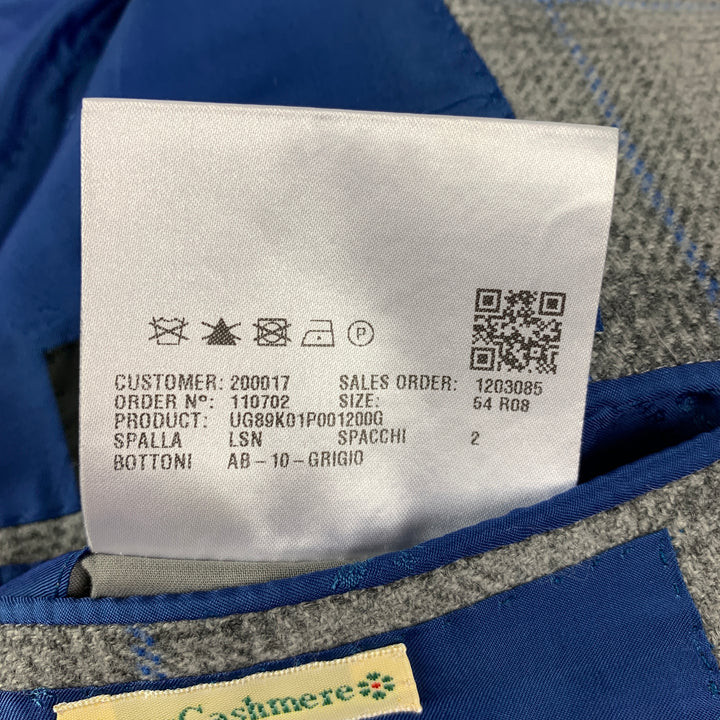 P
CUSTOMER: 200017 SALES ORDER: 1203085
ORDER N°: 110702 SIZE: 54 R08
PRODUCT: UG89K01P001200G
SPALLA LSN SPACCHI 2
BOTTONI AB-10-GRIGIO
Cashmere